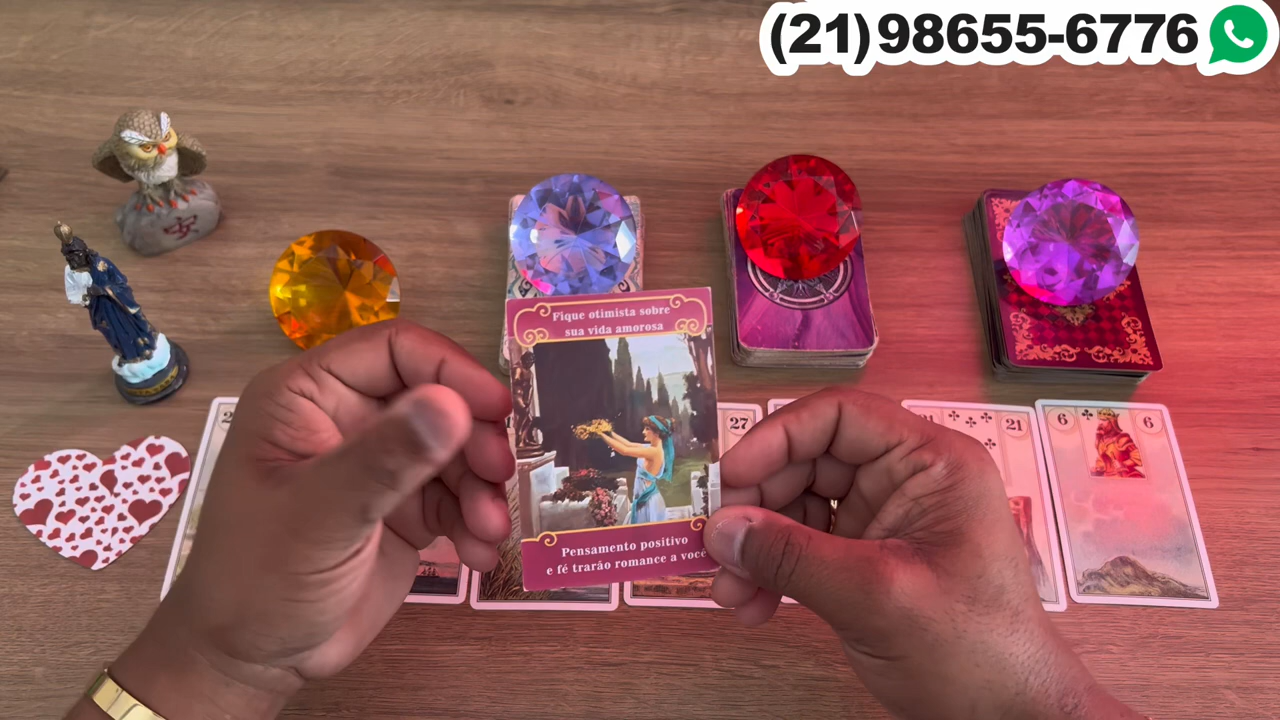 (21)98655-6776
安
Fique otimista sobre
sua vida amorosa
27
21
6 6
Pensamento positivo
e fé trarão romance a você